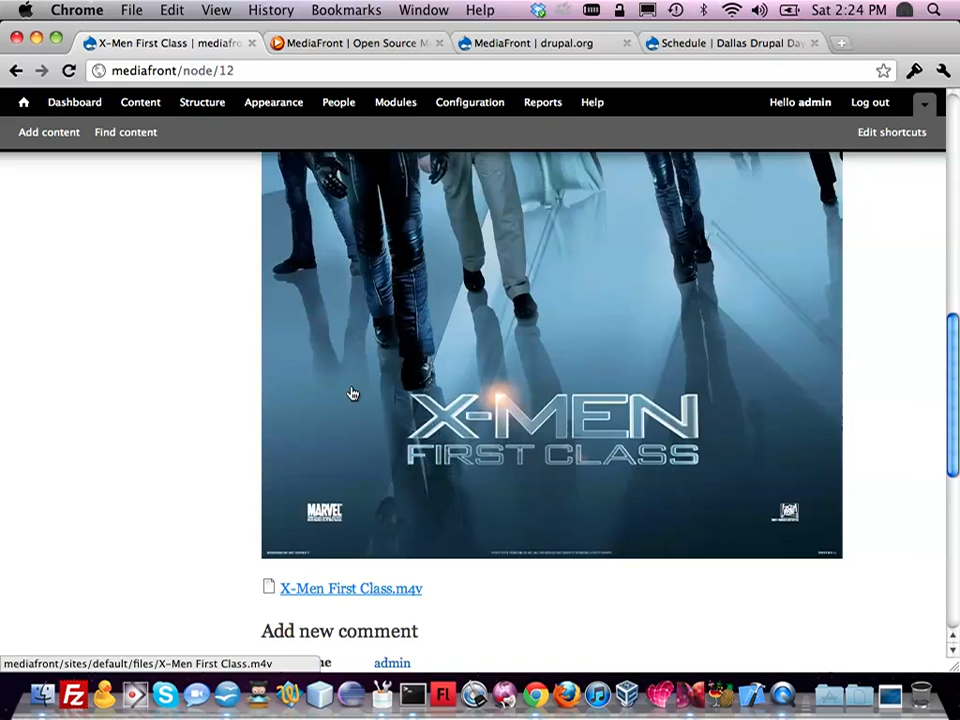 Chrome File Edit View History Bookmarks Window Help Sat 2:24 PM
X-Men First Class | mediafro MediaFront | Open Source M MediaFront | drupal.org Schedule | Dallas Drupal Day
mediafront/node/12
Dashboard Content Structure Appearance People Modules Configuration Reports Help Hello admin Log out
Add content Find content Edit shortcuts
X-MEN
FIRST CLASS
MARVEL
X-Men First Class.m4v
Add new comment
admin
mediafront/sites/default/files/X-Men First Class.m4v